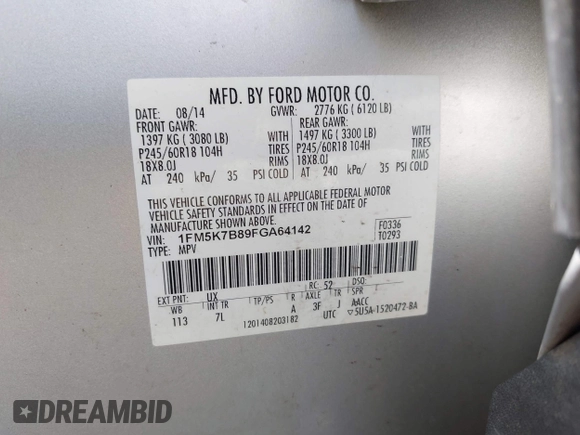 MFD. BY FORD MOTOR CO.
DATE: 08/14 GVWR: 2776 KG ( 6120 LB)
FRONT GAWR: REAR GAWR:
1397 KG ( 3080 LB) WITH 1497 KG ( 3300 LB) WITH
P245/60R18 104H TIRES P245/60R18 104H TIRES
18X8.0J RIMS 18X8.0J RIMS
AT 240 kPa/ 35 PSI COLD AT 240 kPa/ 35 PSI COLD
THIS VEHICLE CONFORMS TO ALL APPLICABLE FEDERAL MOTOR
VEHICLE SAFETY STANDARDS IN EFFECT ON THE DATE OF
MANUFACTURE SHOWN ABOVE.
VIN: 1FM5K7B89FGA64142 F0336
TYPE: MPV T0293
EXT PNT: UX RC: 52 DSO:
WB INT TR TP/PS R AXLE TR SPR
113 7L A 3F J AACC
1201408203182 UTC ▽5U5A-1520472-BA
DREAMBID